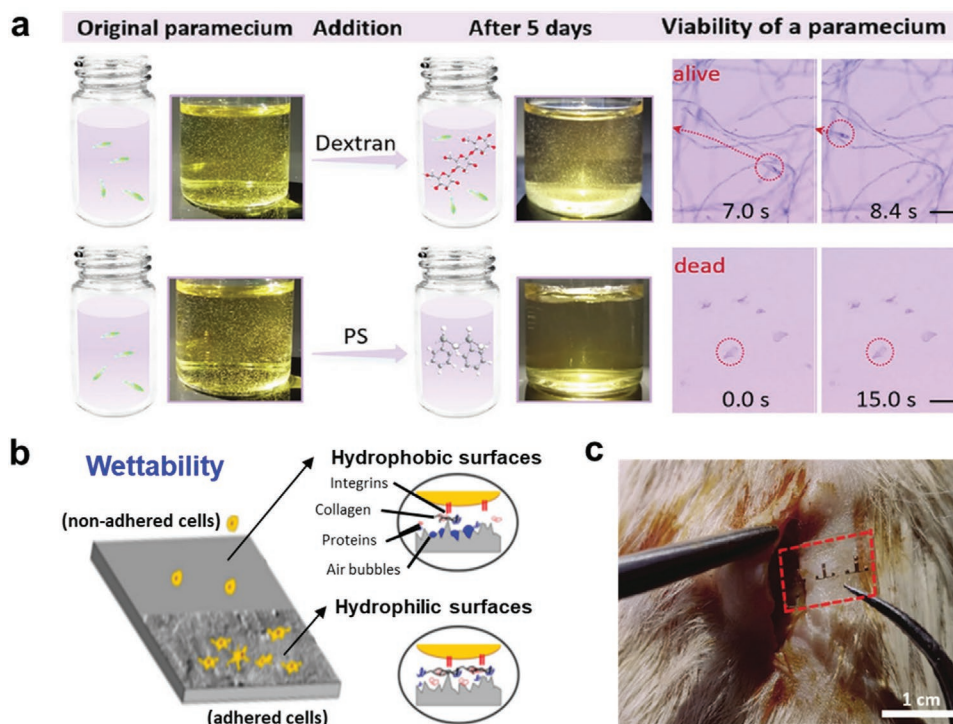 a
Original paramecium Addition After 5 days Viability of a paramecium
alive
Dextran
7.0 s
8.4 s
dead
PS
0.0 s
15.0 s
b
Wettability
(non-adhered cells)
Hydrophobic surfaces
Integrins
Collagen
Proteins
Air bubbles
Hydrophilic surfaces
(adhered cells)
c
1 cm